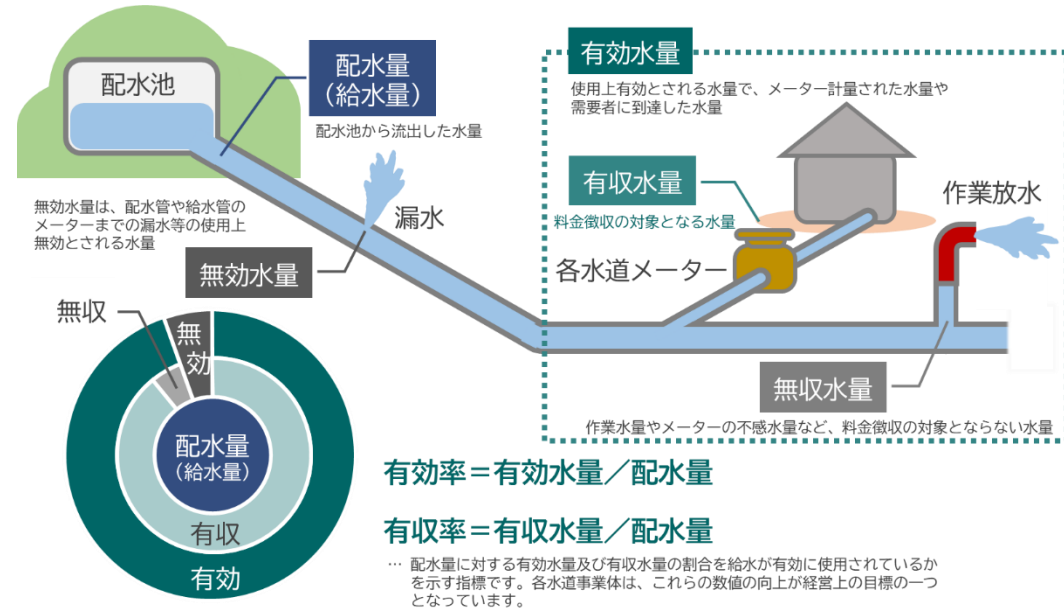 配水池
配水量
（給水量）
配水池から流出した水量
無効水量は、配水管や給水管の
メーターまでの漏水等の使用上
無効とされる水量
漏水
無効水量
有効水量
使用上有効とされる水量で、メーター計量された水量や
需要者に到達した水量
有収水量
料金徴収の対象となる水量
各水道メーター
作業放水
無収水量
作業水量やメーターの不感水量など、料金徴収の対象とならない水量
無収
無
効
配水量
（給水量）
有収
有効
有効率＝有効水量／配水量
有収率＝有収水量／配水量
… 配水量に対する有効水量及び有収水量の割合を給水が有効に使用されているか
を示す指標です。各水道事業体は、これらの数値の向上が経営上の目標の一つ
となっています。